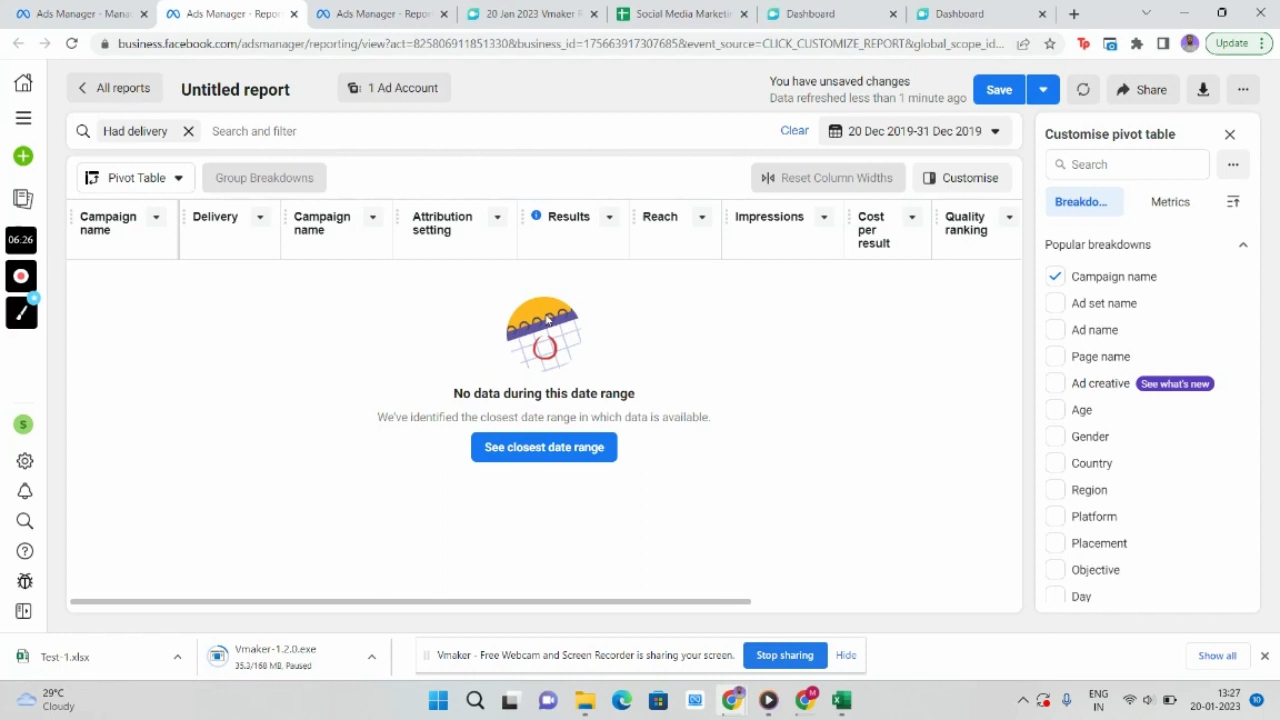 Ads Manager - Mana
Ads Manager - Repor
Ads Manager - Repor
20 Jan 2023 Vmaker R
Social Media Marketin
Dashboard
Dashboard
business.facebook.com/adsmanager/reporting/view?act=825806911851330&business_id=175663917307685&event_source=CLICK_CUSTOMIZE_REPORT&global_scope_id...
Tp
Update
All reports
Untitled report
1 Ad Account
You have unsaved changes
Data refreshed less than 1 minute ago
Save
Share
Had delivery
Search and filter
Clear
20 Dec 2019-31 Dec 2019
Pivot Table
Group Breakdowns
Reset Column Widths
Customise
Campaign name
Delivery
Campaign name
Attribution setting
Results
Reach
Impressions
Cost per result
Quality ranking
No data during this date range
We've identified the closest date range in which data is available.
See closest date range
Customise pivot table
Search
Breakdo...
Metrics
Popular breakdowns
Campaign name
Ad set name
Ad name
Page name
Ad creative See what's new
Age
Gender
Country
Region
Platform
Placement
Objective
Day
06:26
S
Test-1.xlsx
Vmaker-1.2.0.exe
35.3/168 MB, Paused
Vmaker - Free Webcam and Screen Recorder is sharing your screen.
Stop sharing
Hide
Show all
29°C
Cloudy
M
ENG
IN
13:27
20-01-2023
10